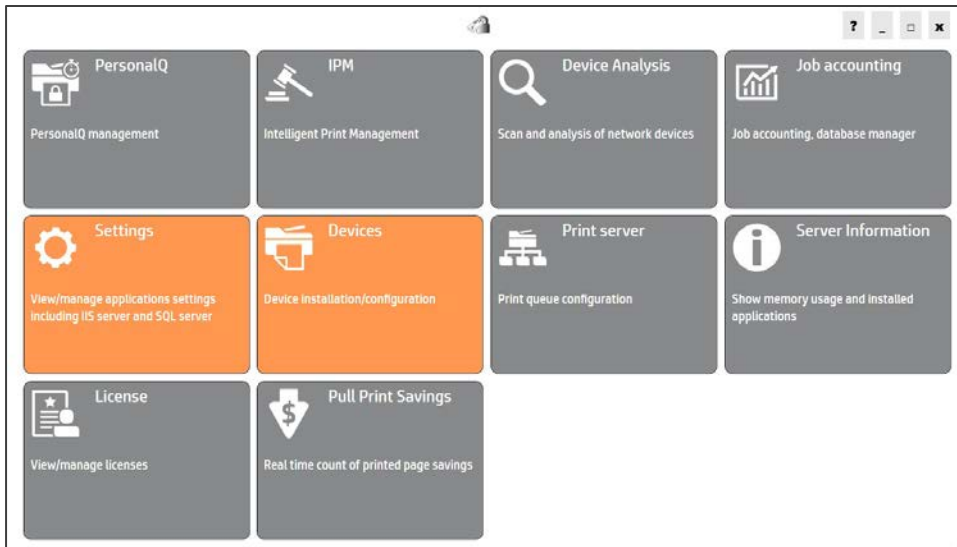 ? _ □ x
PersonalQ
PersonalQ management
IPM
Intelligent Print Management
Device Analysis
Scan and analysis of network devices
Job accounting
Job accounting, database manager
Settings
View/manage applications settings
including IIS server and SQL server
Devices
Device installation/configuration
Print server
Print queue configuration
Server Information
Show memory usage and installed
applications
License
View/manage licenses
Pull Print Savings
$
Real time count of printed page savings